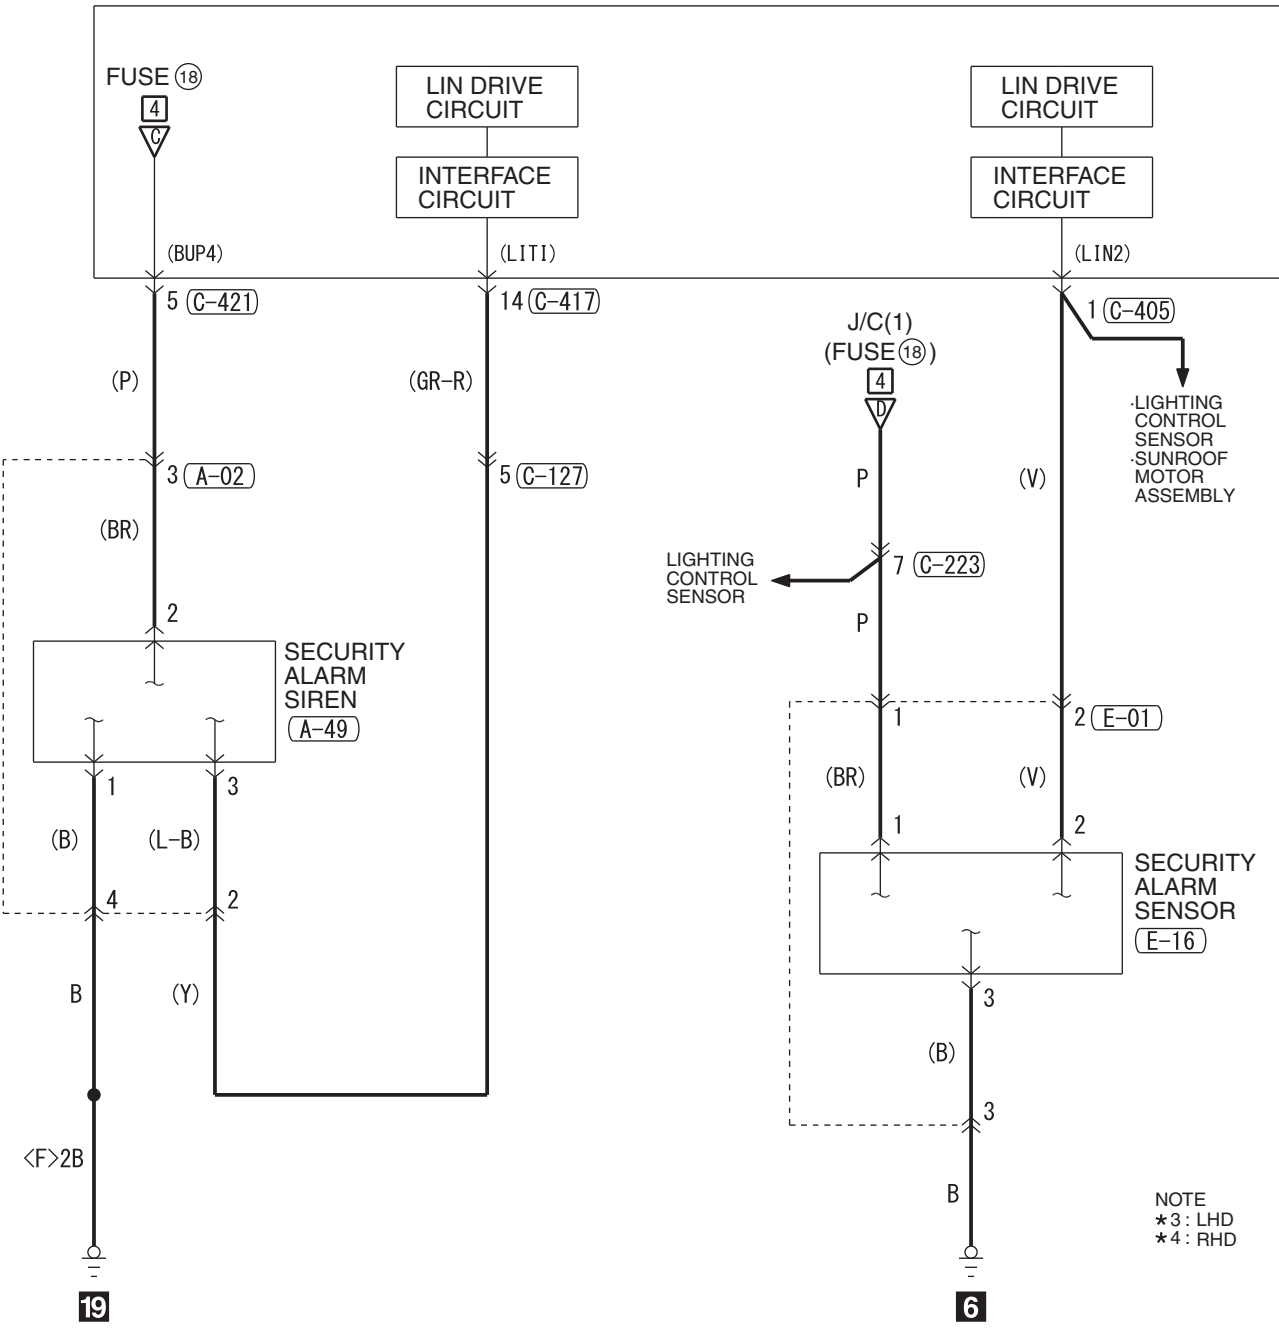 FUSE 18
4
C
LIN DRIVE
CIRCUIT
INTERFACE
CIRCUIT
LIN DRIVE
CIRCUIT
INTERFACE
CIRCUIT
(BUP4)
(LITI)
(LIN2)
5 C-421
14 C-417
1 C-405
J/C(1)
(FUSE 18)
4
D
(P)
(GR-R)
·LIGHTING
CONTROL
SENSOR
·SUNROOF
MOTOR
ASSEMBLY
3 A-02
5 C-127
P
(V)
(BR)
LIGHTING
CONTROL
SENSOR
7 C-223
P
2
SECURITY
ALARM
SIREN
A-49
1
2 E-01
1
3
(BR)
(V)
(B)
(L-B)
1
2
SECURITY
ALARM
SENSOR
E-16
4
2
B
(Y)
3
(B)
3
<F>2B
B
NOTE
*3 : LHD
*4 : RHD
19
6